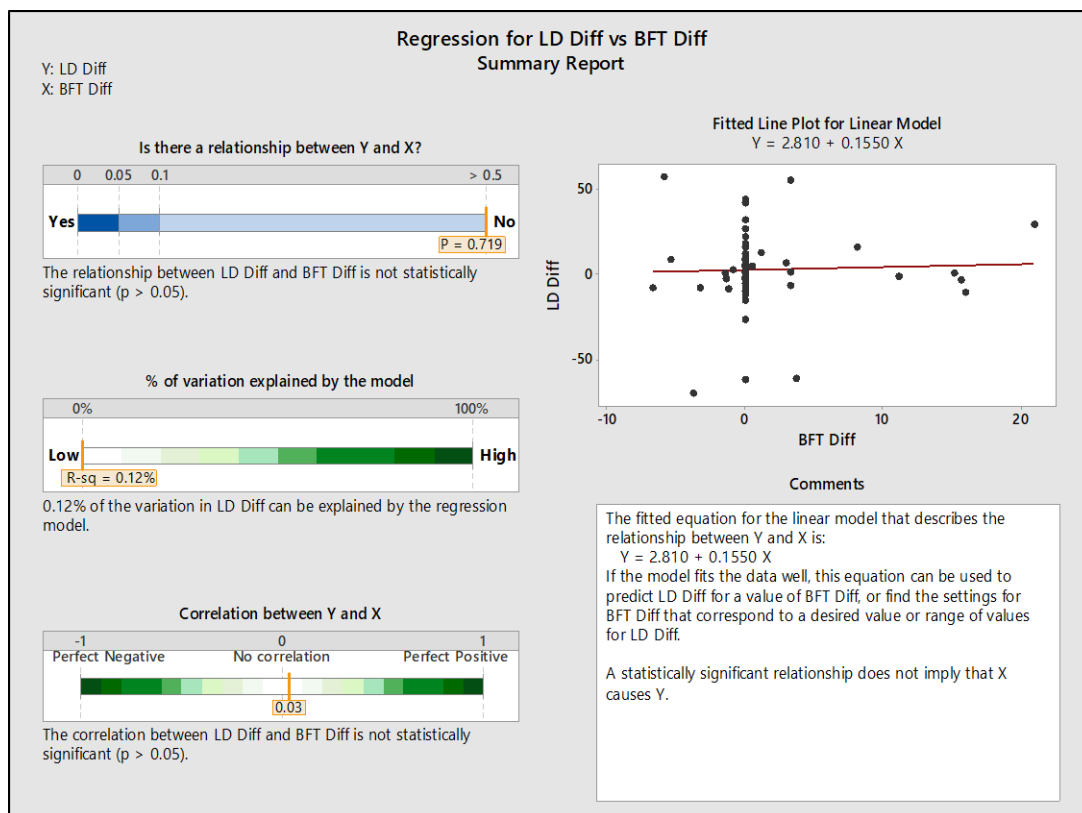 Regression for LD Diff vs BFT Diff
Summary Report
Y: LD Diff
X: BFT Diff
Is there a relationship between Y and X?
0 0.05 0.1 > 0.5
Yes No
P = 0.719
The relationship between LD Diff and BFT Diff is not statistically
significant (p > 0.05).
% of variation explained by the model
0% 100%
Low High
R-sq = 0.12%
0.12% of the variation in LD Diff can be explained by the regression
model.
Correlation between Y and X
-1 0 1
Perfect Negative No correlation Perfect Positive
0.03
The correlation between LD Diff and BFT Diff is not statistically
significant (p > 0.05).
Fitted Line Plot for Linear Model
Y = 2.810 + 0.1550 X
50
0
-50
LD Diff
-10 0 10 20
BFT Diff
Comments
The fitted equation for the linear model that describes the
relationship between Y and X is:
Y = 2.810 + 0.1550 X
If the model fits the data well, this equation can be used to
predict LD Diff for a value of BFT Diff, or find the settings for
BFT Diff that correspond to a desired value or range of values
for LD Diff.
A statistically significant relationship does not imply that X
causes Y.